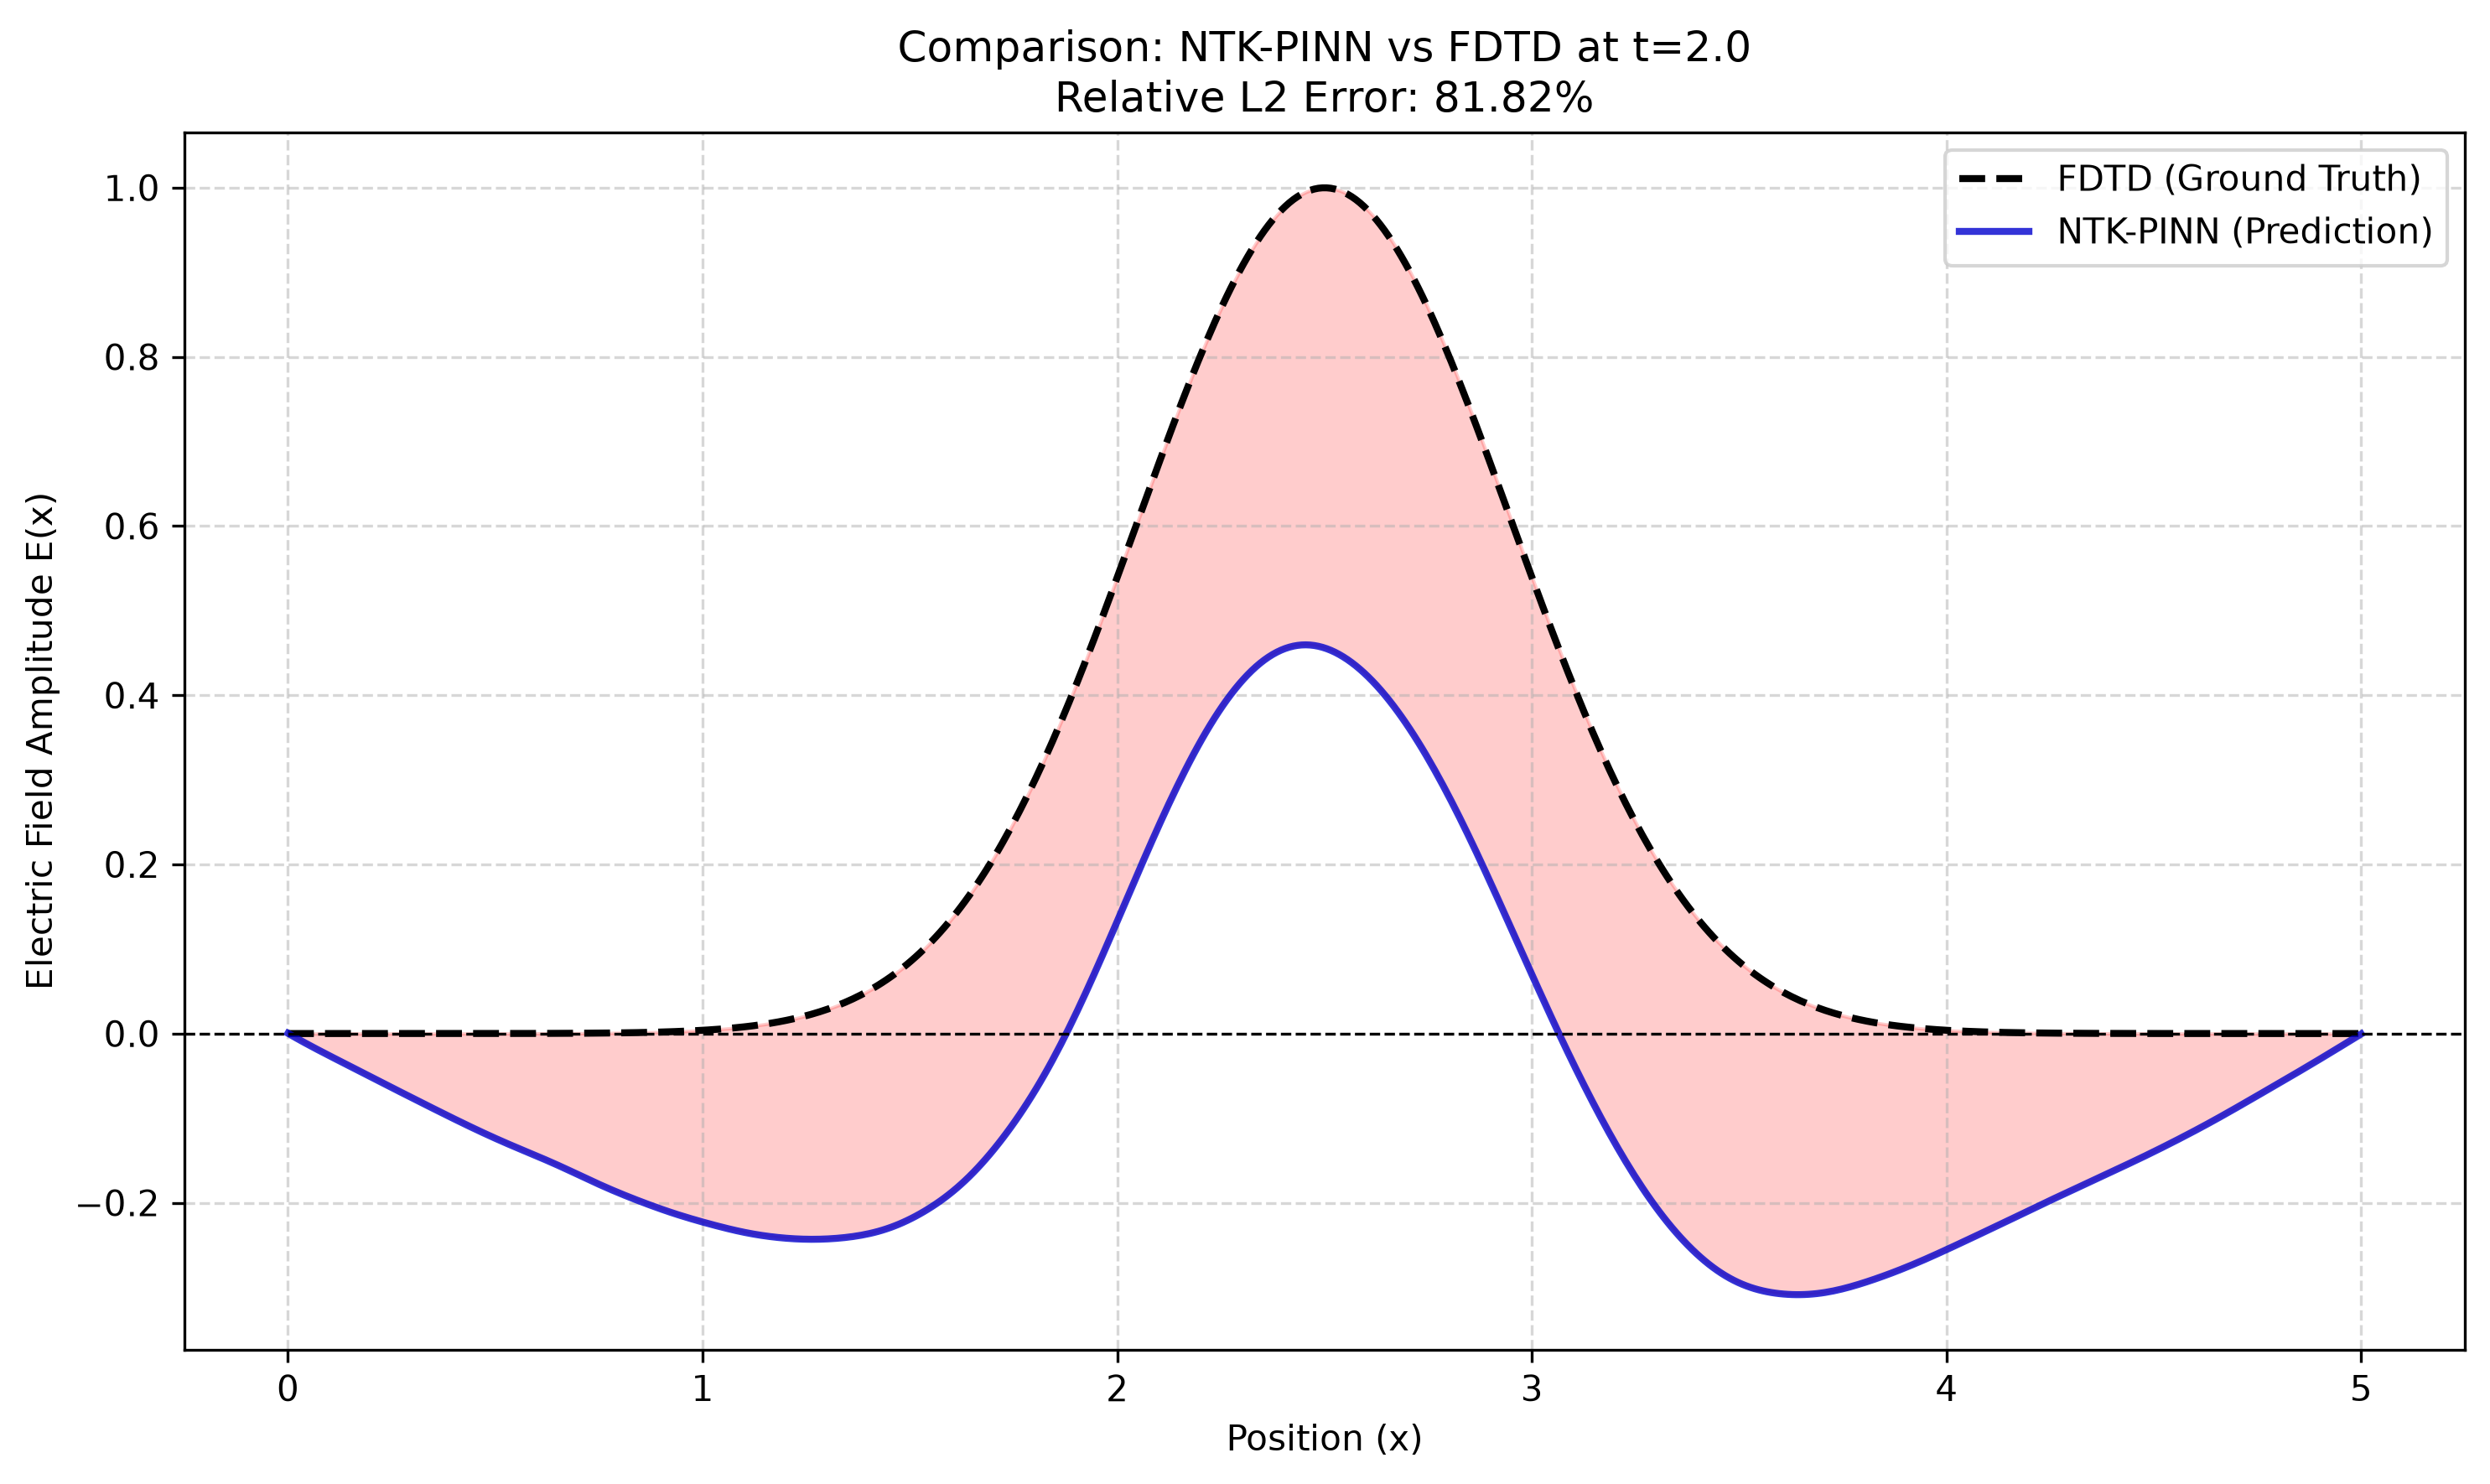 Comparison: NTK-PINN vs FDTD at t=2.0
Relative L2 Error: 81.82%
FDTD (Ground Truth)
NTK-PINN (Prediction)
Electric Field Amplitude E(x)
1.0
0.8
0.6
0.4
0.2
0.0
−0.2
0
1
2
3
4
5
Position (x)